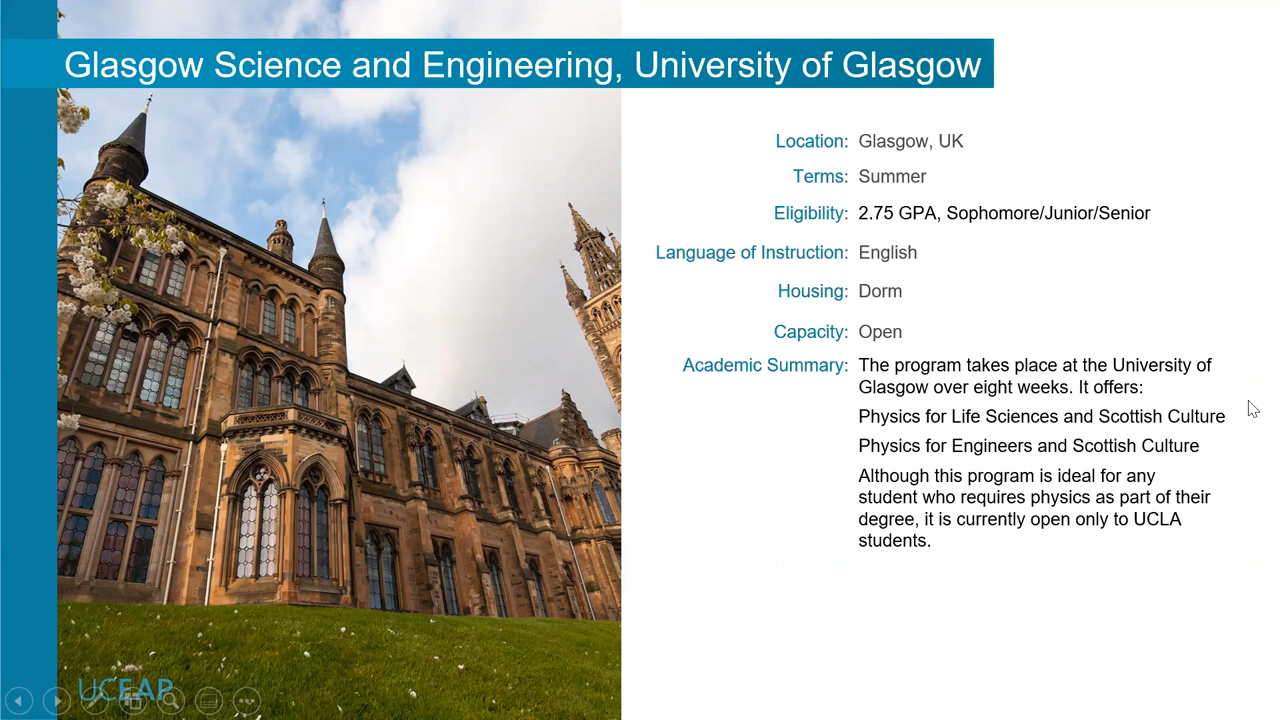 Glasgow Science and Engineering, University of Glasgow
Location: Glasgow, UK
Terms: Summer
Eligibility: 2.75 GPA, Sophomore/Junior/Senior
Language of Instruction: English
Housing: Dorm
Capacity: Open
Academic Summary: The program takes place at the University of
Glasgow over eight weeks. It offers:
Physics for Life Sciences and Scottish Culture
Physics for Engineers and Scottish Culture
Although this program is ideal for any
student who requires physics as part of their
degree, it is currently open only to UCLA
students.
UCEAP